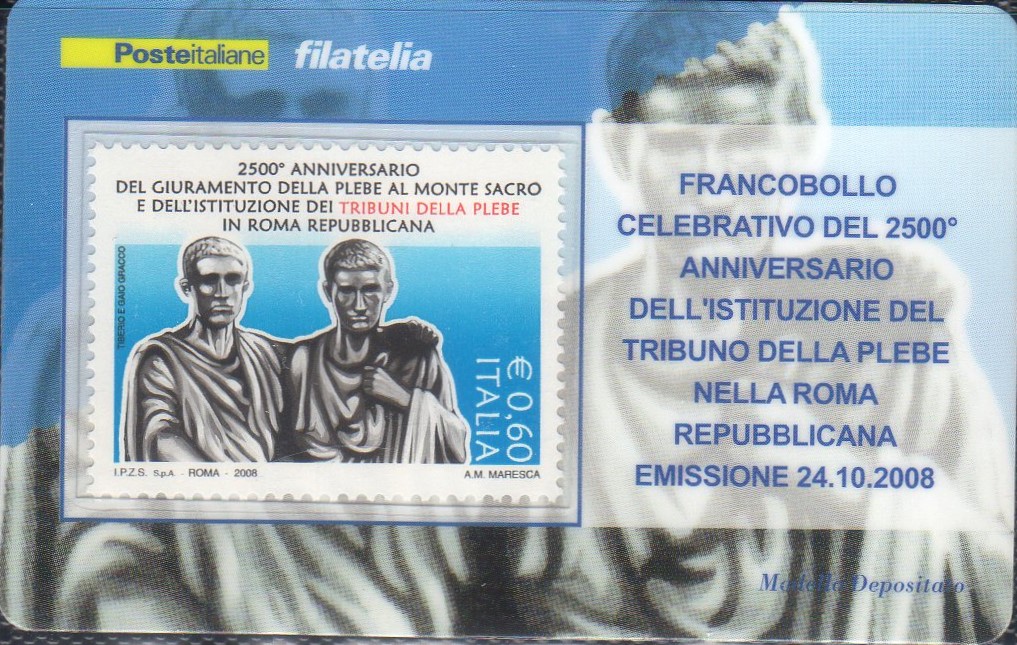 Posteitaliane filatelia
2500° ANNIVERSARIO
DEL GIURAMENTO DELLA PLEBE AL MONTE SACRO
E DELL'ISTITUZIONE DEI TRIBUNI DELLA PLEBE
IN ROMA REPUBBLICANA
TIBERIO E GAIO GRACCO
€ 0,60
ITALIA
I.P.Z.S. S.p.A. - ROMA - 2008
A.M. MARESCA
FRANCOBOLLO
CELEBRATIVO DEL 2500°
ANNIVERSARIO
DELL'ISTITUZIONE DEL
TRIBUNO DELLA PLEBE
NELLA ROMA
REPUBBLICANA
EMISSIONE 24.10.2008
Modello Depositato